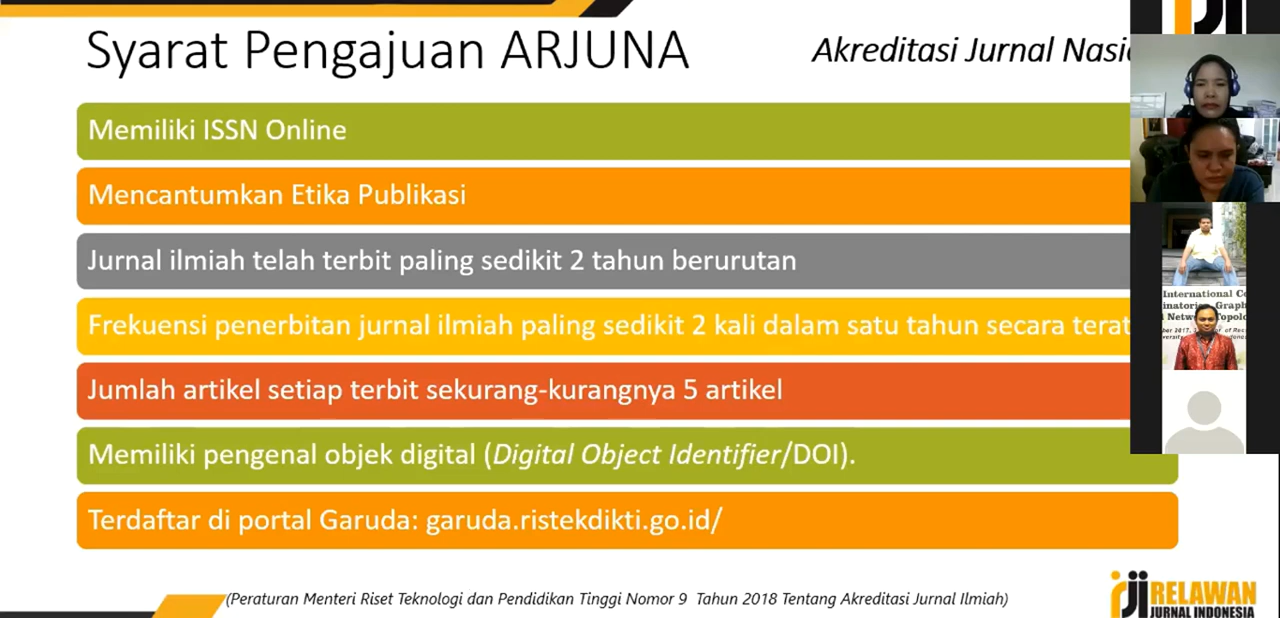 Syarat Pengajuan ARJUNA
Akreditasi Jurnal
Memiliki ISSN Online
Mencantumkan Etika Publikasi
Jurnal ilmiah telah terbit paling sedikit 2 tahun berurutan
Frekuensi penerbitan jurnal ilmiah paling sedikit 2 kali dalam satu tahun secara
Jumlah artikel setiap terbit sekurang-kurangnya 5 artikel
Memiliki pengenal objek digital (Digital Object Identifier/DOI).
Terdaftar di portal Garuda: garuda.ristekdikti.go.id/
(Peraturan Menteri Riset Teknologi dan Pendidikan Tinggi Nomor 9 Tahun 2018 Tentang Akreditasi Jurnal Ilmiah)
International
rji RELAWAN
JURNAL INDONESIA